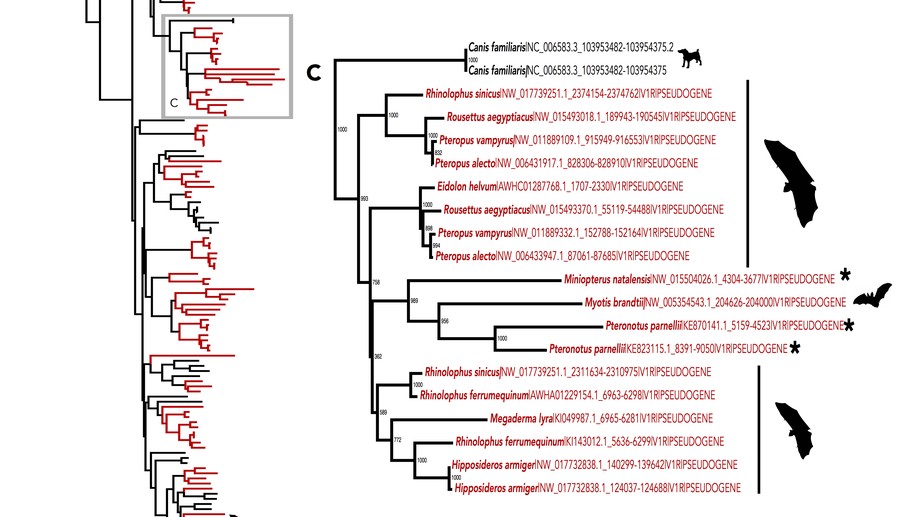 C
C
Canis familiaris|NC_006583.3_103953482-103954375.2
1000
Canis familiaris|NC_006583.3_103953482-103954375
Rhinolophus sinicus|NW_017739251.1_2374154-2374762|V1R|PSEUDOGENE
1000
Rousettus aegyptiacus|NW_015493018.1_189943-190545|V1R|PSEUDOGENE
1000
1000
Pteropus vampyrus|NW_011889109.1_915949-916553|V1R|PSEUDOGENE
832
Pteropus alecto|NW_006431917.1_828306-828910|V1R|PSEUDOGENE
Eidolon helvum|AWHC01287768.1_1707-2330|V1R|PSEUDOGENE
993
1000
Rousettus aegyptiacus|NW_015493370.1_55119-54488|V1R|PSEUDOGENE
898
Pteropus vampyrus|NW_011889332.1_152788-152164|V1R|PSEUDOGENE
994
Pteropus alecto|NW_006433947.1_87061-87685|V1R|PSEUDOGENE
758
Miniopterus natalensis|NW_015504026.1_4304-3677|V1R|PSEUDOGENE *
989
Myotis brandtii|NW_005354543.1_204626-204000|V1R|PSEUDOGENE
956
Pteronotus parnellii|KE870141.1_5159-4523|V1R|PSEUDOGENE *
1000
Pteronotus parnellii|KE823115.1_8391-9050|V1R|PSEUDOGENE *
362
Rhinolophus sinicus|NW_017739251.1_2311634-2310975|V1R|PSEUDOGENE
1000
Rhinolophus ferrumequinum|AWHA01229154.1_6963-6298|V1R|PSEUDOGENE
589
Megaderma lyra|KI049987.1_6965-6281|V1R|PSEUDOGENE
772
Rhinolophus ferrumequinum|KI143012.1_5636-6299|V1R|PSEUDOGENE
1000
Hipposideros armiger|NW_017732838.1_140299-139642|V1R|PSEUDOGENE
1000
Hipposideros armiger|NW_017732838.1_124037-124688|V1R|PSEUDOGENE